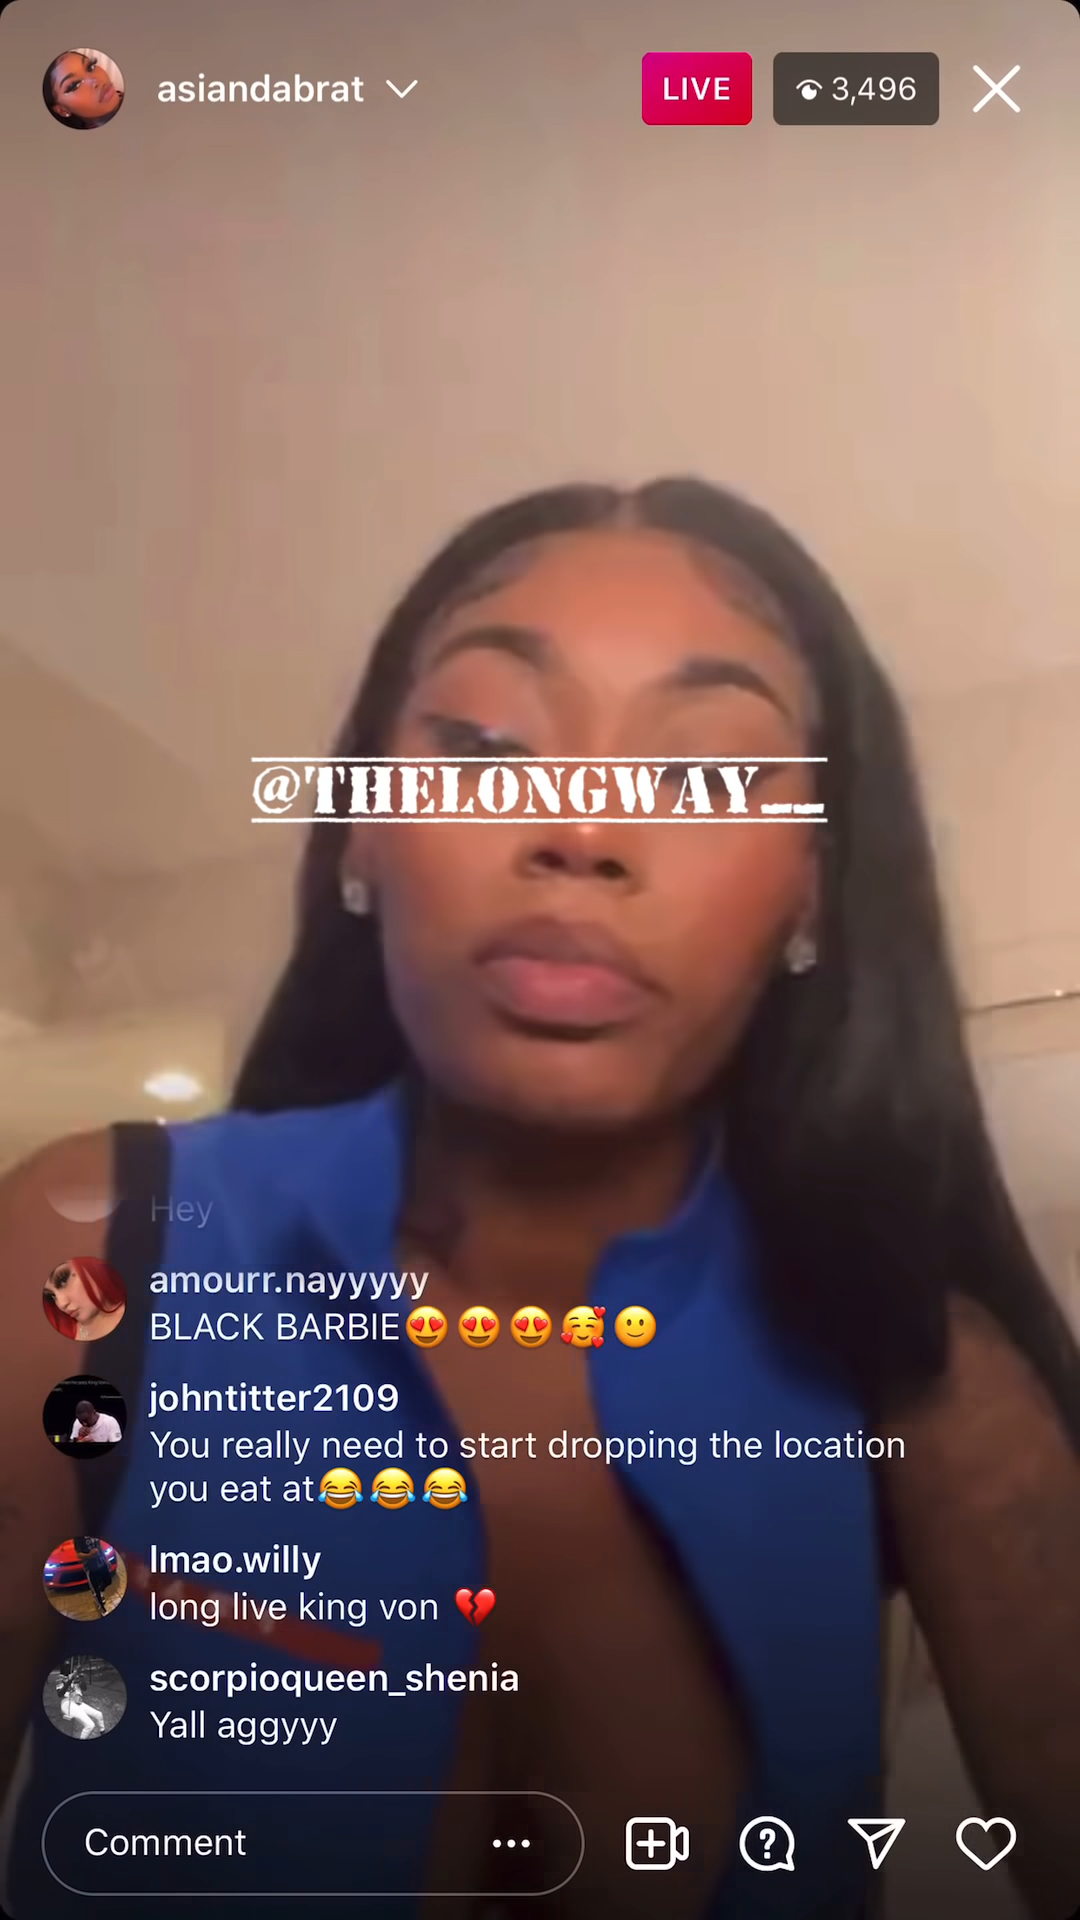 asiandabrat
LIVE
3,496
@THELONGWAY__
Hey
amourr.nayyyyy
BLACK BARBIE😍😍😍🥰🙂
johntitter2109
You really need to start dropping the location
you eat at😂😂😂
lmao.willy
long live king von 💔
scorpioqueen_shenia
Yall aggyyy
Comment